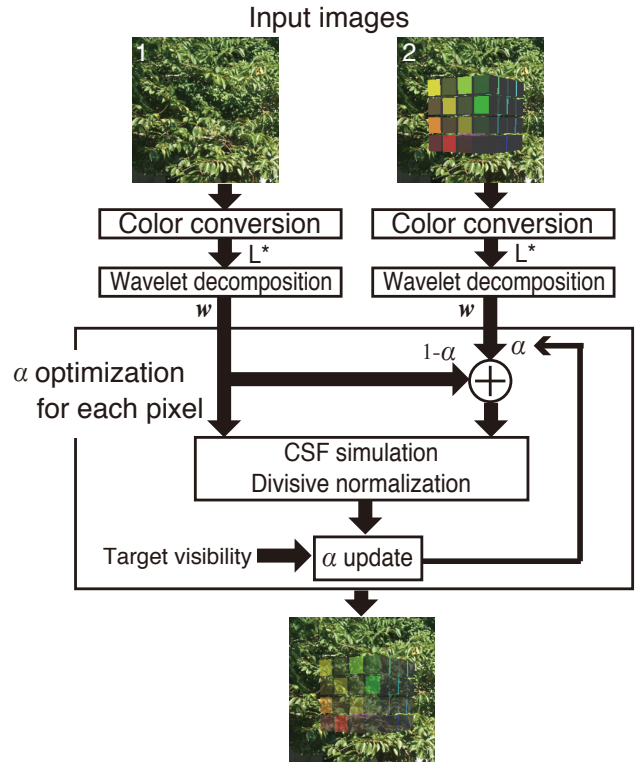 Input images
1
2
Color conversion
Color conversion
L*
L*
Wavelet decomposition
Wavelet decomposition
w
w
1-α
α
α optimization
for each pixel
+
CSF simulation
Divisive normalization
Target visibility
α update